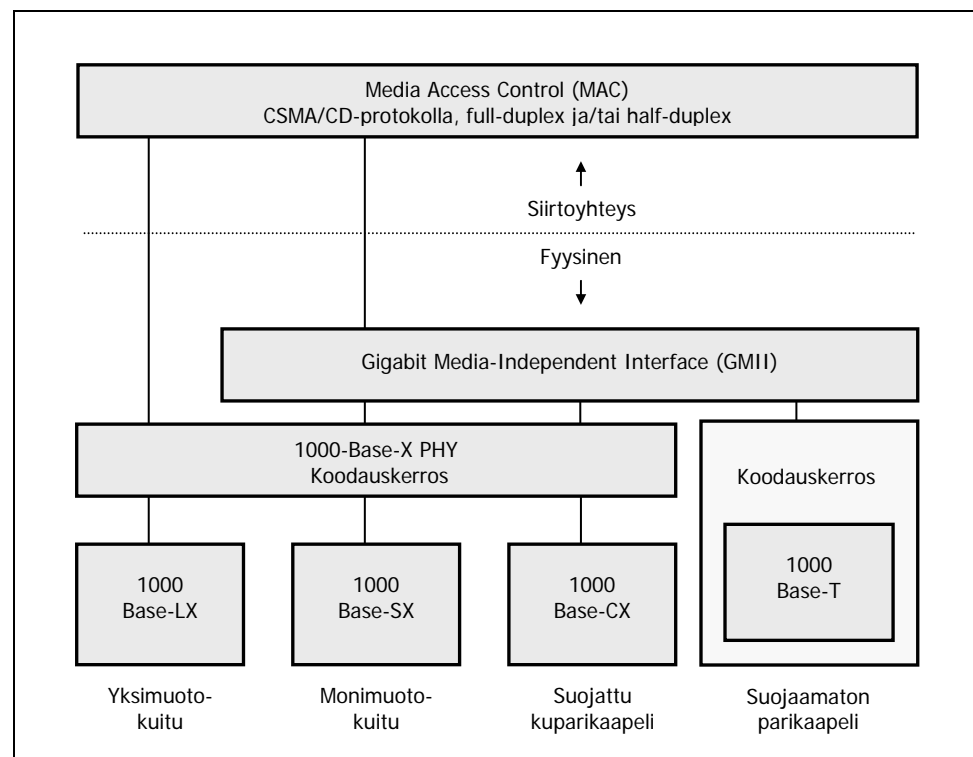 Media Access Control (MAC)
CSMA/CD-protokolla, full-duplex ja/tai half-duplex
Siirtoyhteys
Fyysinen
Gigabit Media-Independent Interface (GMII)
1000-Base-X PHY
Koodauskerros
Koodauskerros
1000
Base-LX
1000
Base-SX
1000
Base-CX
1000
Base-T
Yksimuoto-
kuitu
Monimuoto-
kuitu
Suojattu
kuparikaapeli
Suojaamaton
parikaapeli